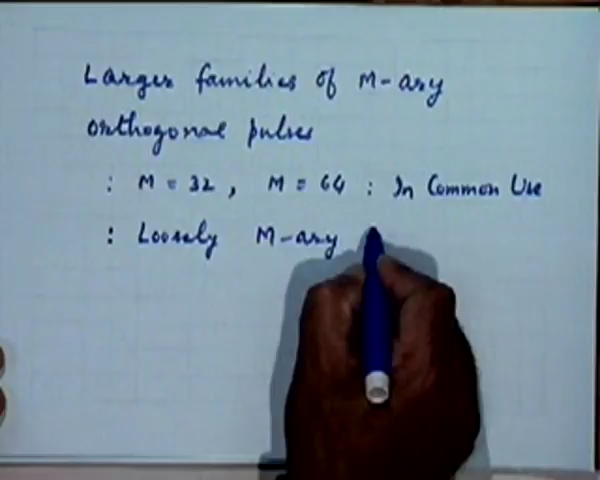 Larger families of M-ary
orthogonal pulses
: M = 32, M = 64 : In Common Use
: Loosely M-ary